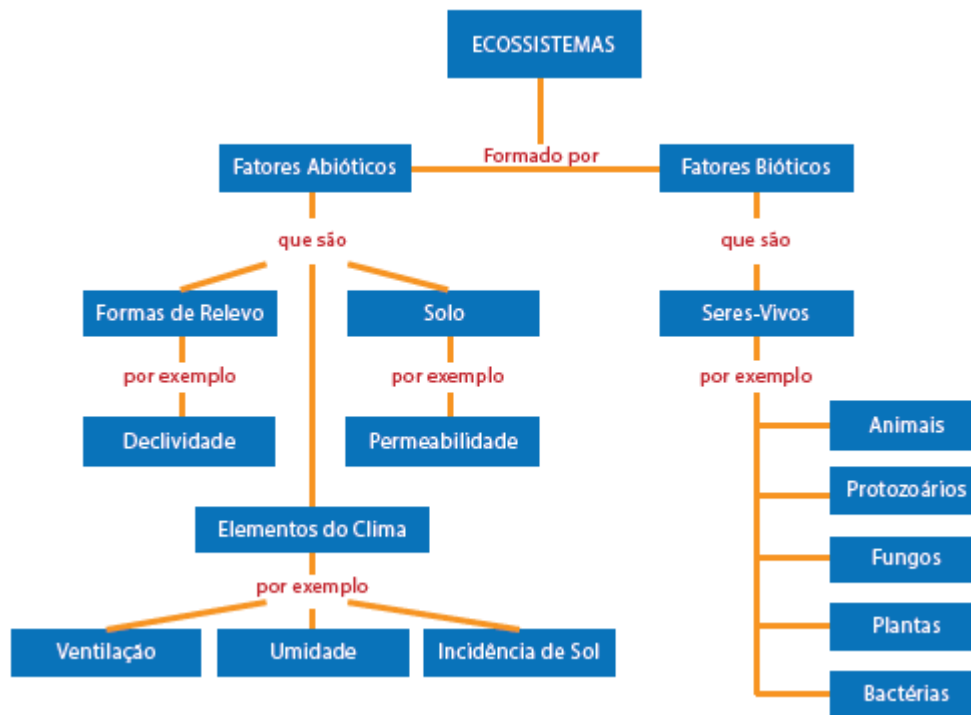 ECOSSISTEMAS
Formado por
Fatores Abióticos
Fatores Bióticos
que são
que são
Formas de Relevo
Solo
Seres-Vivos
por exemplo
por exemplo
por exemplo
Declividade
Permeabilidade
Animais
Protozoários
Elementos do Clima
Fungos
por exemplo
Plantas
Ventilação
Umidade
Incidência de Sol
Bactérias